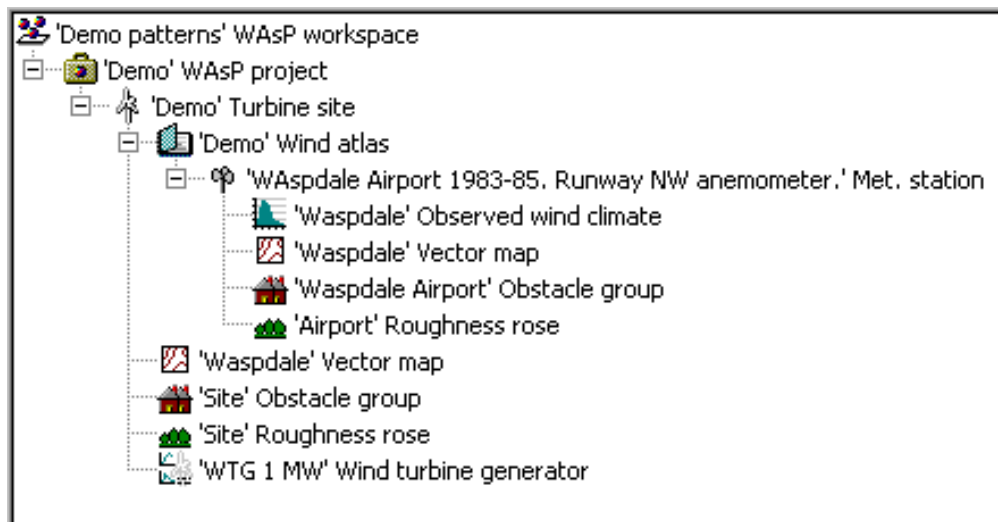 'Demo patterns' WAsP workspace
'Demo' WAsP project
'Demo' Turbine site
'Demo' Wind atlas
'WAspdale Airport 1983-85. Runway NW anemometer.' Met. station
'Waspdale' Observed wind climate
'Waspdale' Vector map
'Waspdale Airport' Obstacle group
'Airport' Roughness rose
'Waspdale' Vector map
'Site' Obstacle group
'Site' Roughness rose
'WTG 1 MW' Wind turbine generator